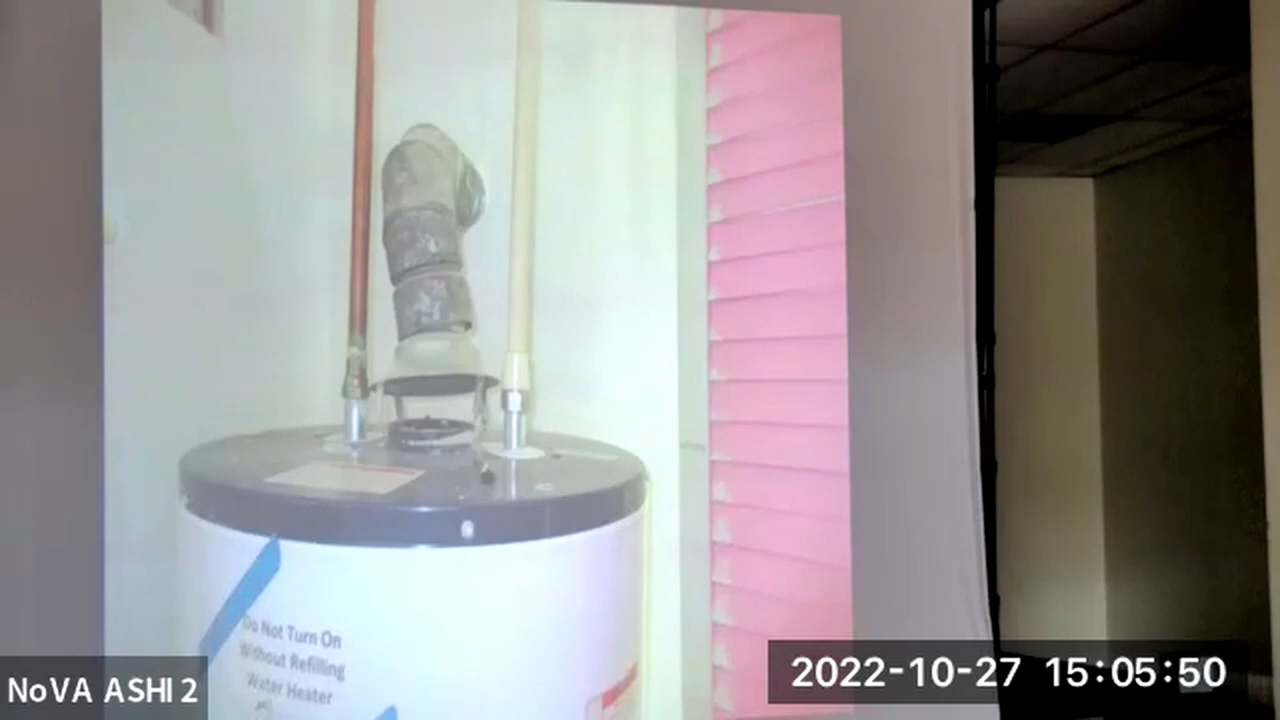 Do Not Turn On
Without Refilling
Water Heater
NoVA ASHI 2
2022-10-27 15:05:50